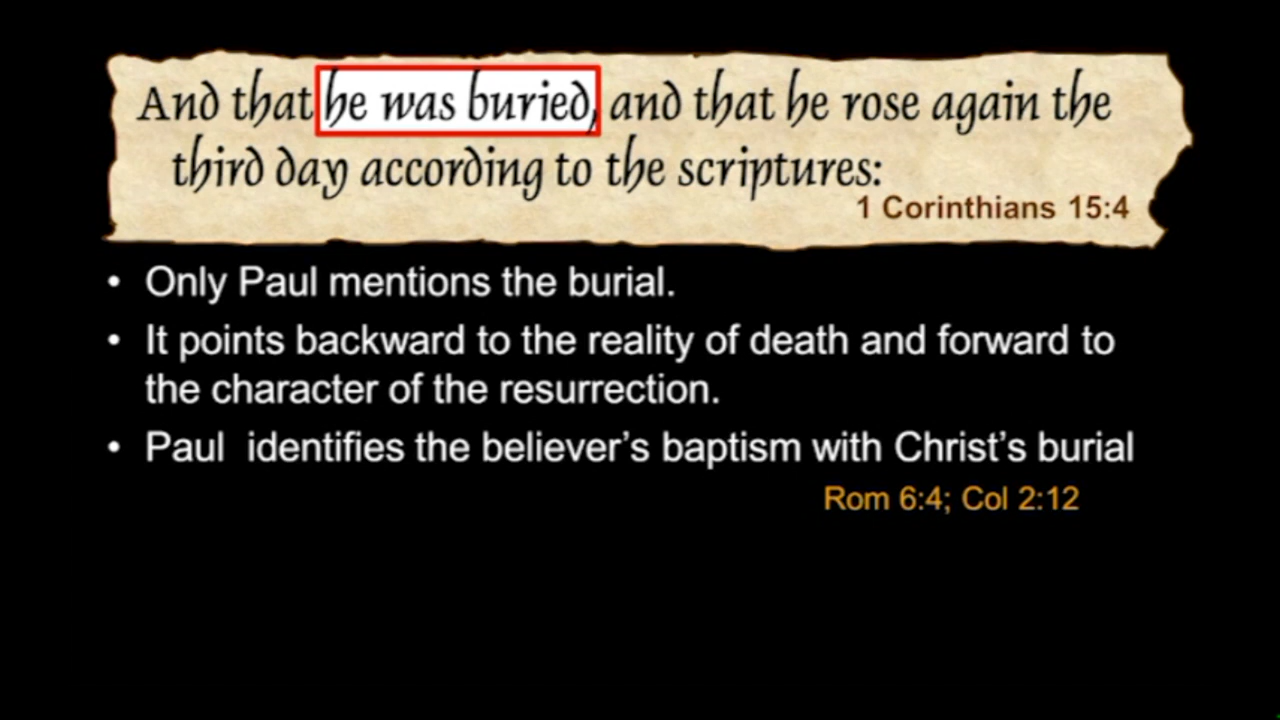 And that he was buried, and that he rose again the
third day according to the scriptures:
1 Corinthians 15:4
• Only Paul mentions the burial.
• It points backward to the reality of death and forward to
the character of the resurrection.
• Paul  identifies the believer’s baptism with Christ’s burial
Rom 6:4; Col 2:12